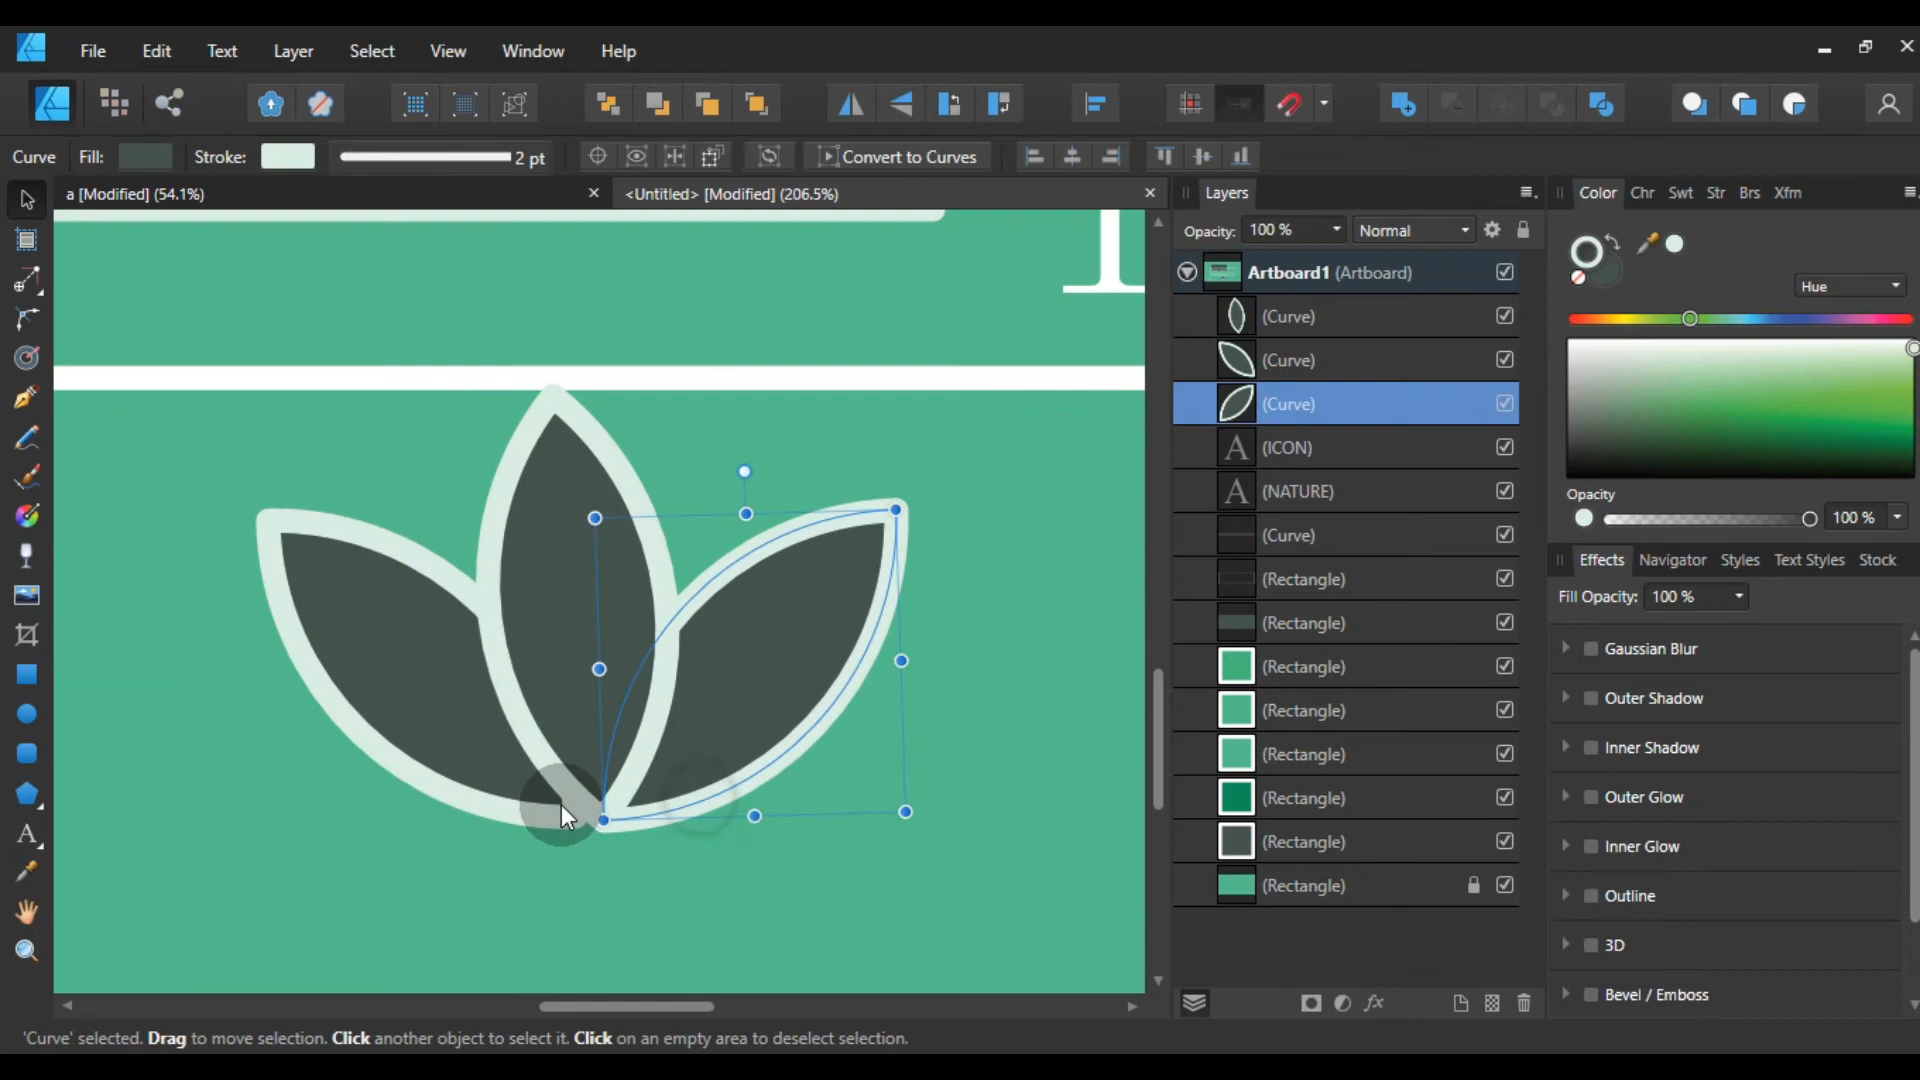 File Edit Text Layer Select View Window Help
Curve Fill: Stroke: 2 pt Convert to Curves
a [Modified] (54.1%) <Untitled> [Modified] (206.5%)
Layers
Opacity: 100 % Normal
Artboard1 (Artboard)
(Curve)
(Curve)
(Curve)
A (ICON)
A (NATURE)
(Curve)
(Rectangle)
(Rectangle)
(Rectangle)
(Rectangle)
(Rectangle)
(Rectangle)
(Rectangle)
(Rectangle)
Color Chr Swt Str Brs Xfm
Hue
Opacity
100 %
Effects Navigator Styles Text Styles Stock
Fill Opacity: 100 %
Gaussian Blur
Outer Shadow
Inner Shadow
Outer Glow
Inner Glow
Outline
3D
Bevel / Emboss
'Curve' selected. Drag to move selection. Click another object to select it. Click on an empty area to deselect selection.